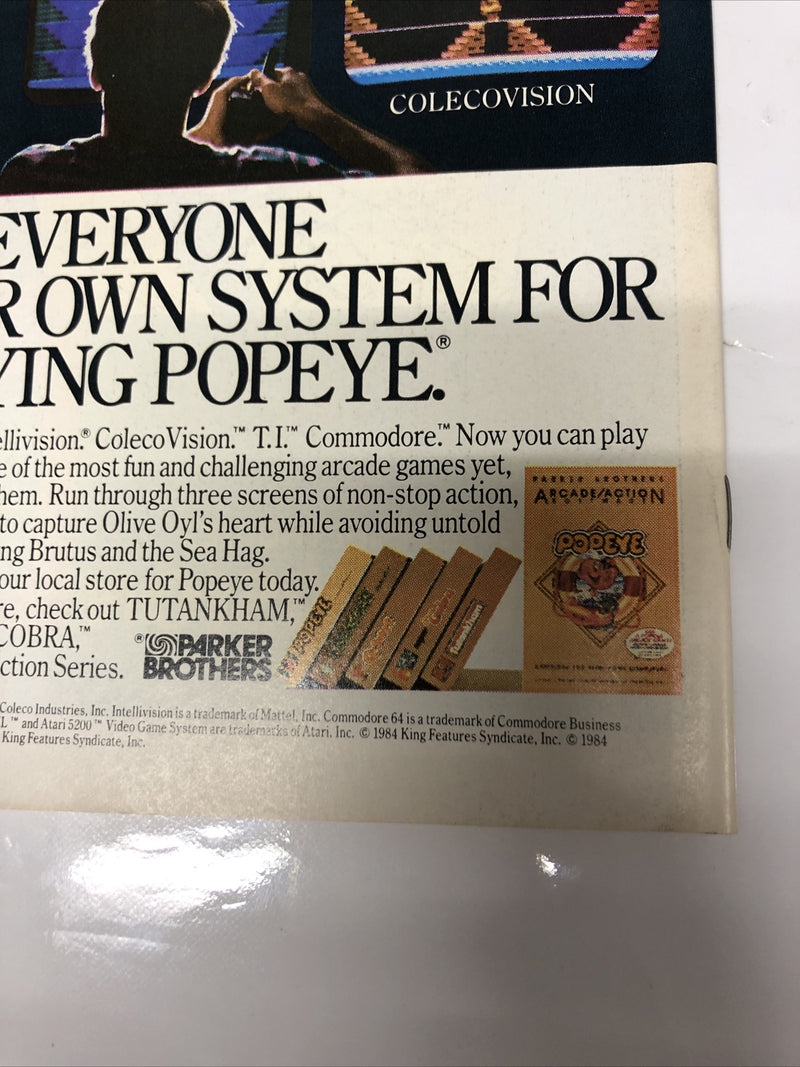 COLECOVISION
EVERYONE
R OWN SYSTEM FOR
YING POPEYE.®
ellivision.® ColecoVision.™ T.I.™ Commodore.™ Now you can play
e of the most fun and challenging arcade games yet,
hem. Run through three screens of non-stop action,
to capture Olive Oyl's heart while avoiding untold
ng Brutus and the Sea Hag.
our local store for Popeye today.
re, check out TUTANKHAM,™
COBRA,™
ction Series.
® PARKER
BROTHERS
POPEYE
Tutankham
PARKER BROTHERS
ARCADE/ACTION
POPEYE
Coleco Industries, Inc. Intellivision is a trademark of Mattel, Inc. Commodore 64 is a trademark of Commodore Business
L™ and Atari 5200™ Video Game System are trademarks of Atari, Inc. © 1984 King Features Syndicate, Inc. © 1984
King Features Syndicate, Inc.